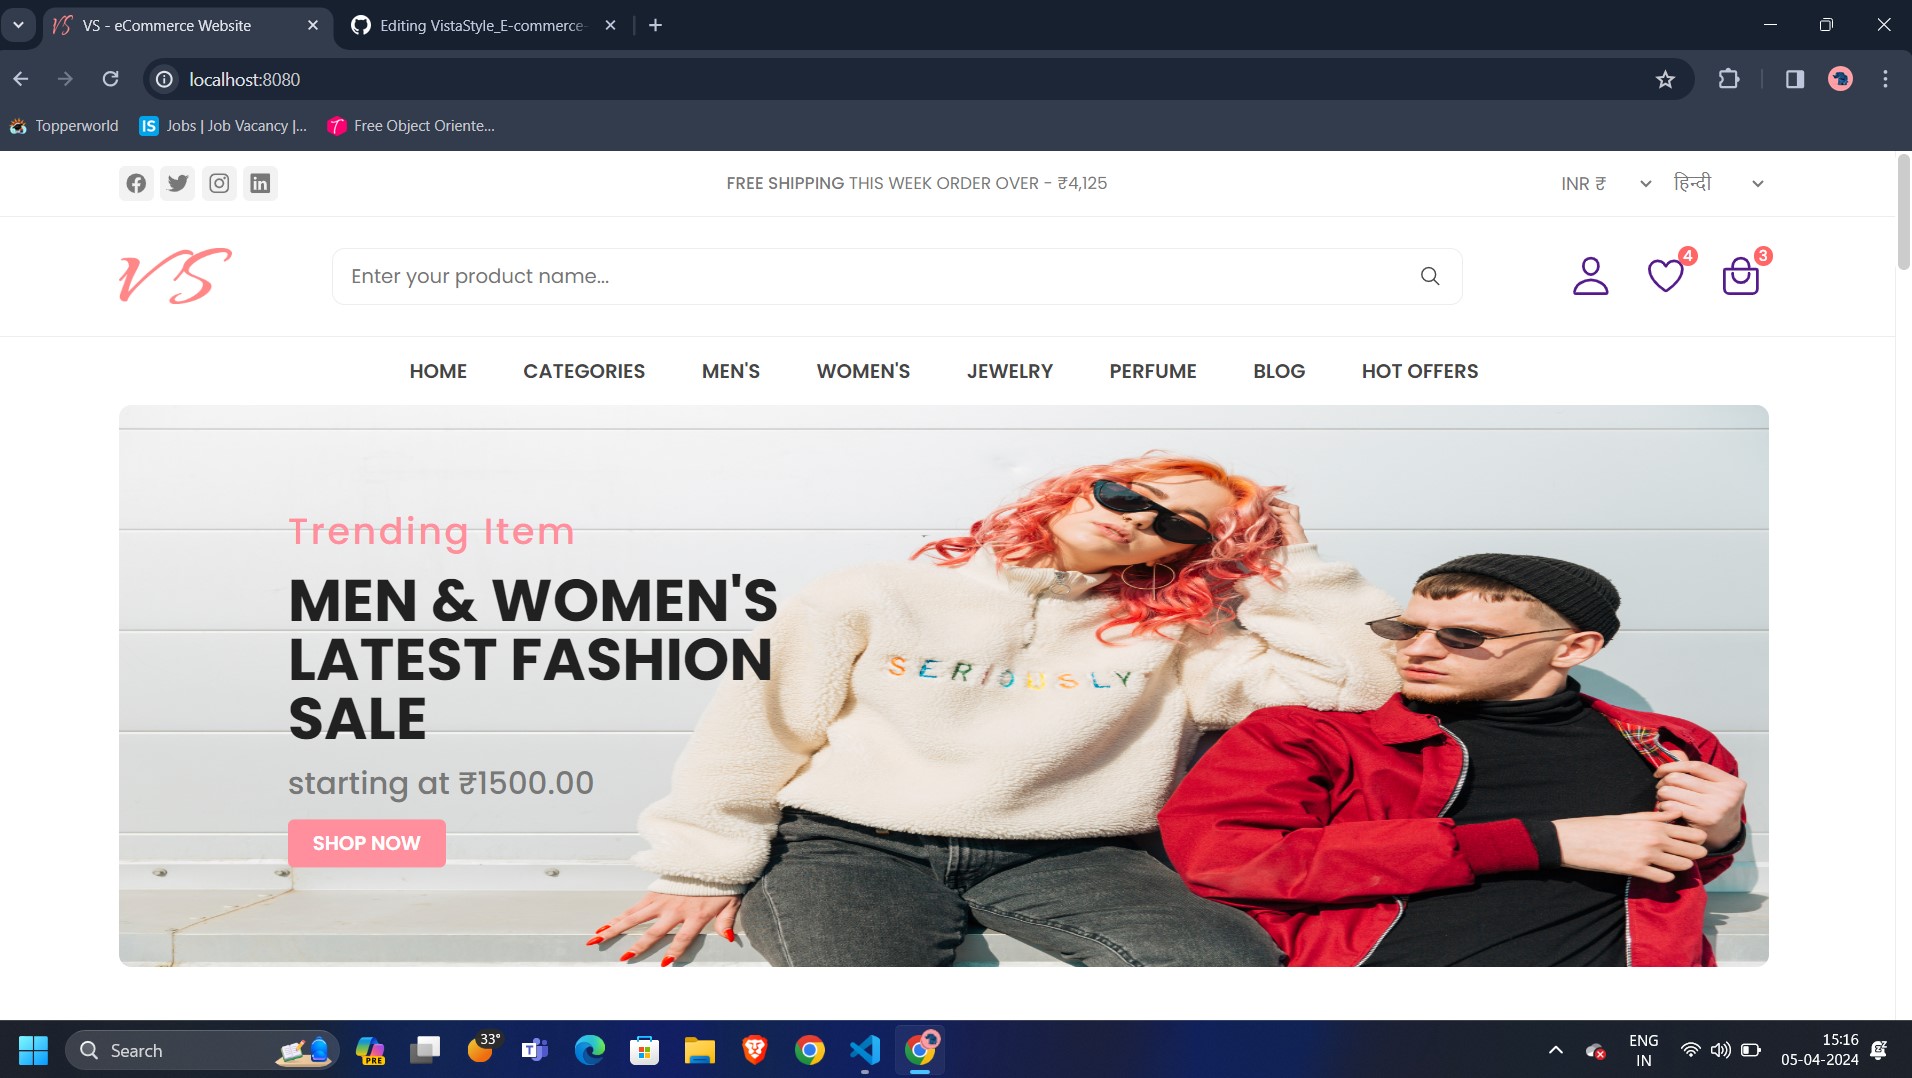 VS - eCommerce Website
Editing VistaStyle_E-commerce-
localhost:8080
Topperworld
IS
Jobs | Job Vacancy |...
Free Object Oriente...
FREE SHIPPING THIS WEEK ORDER OVER - ₹4,125
INR ₹
हिन्दी
VS
Enter your product name...
4
3
HOME
CATEGORIES
MEN'S
WOMEN'S
JEWELRY
PERFUME
BLOG
HOT OFFERS
Trending Item
MEN & WOMEN'S
LATEST FASHION
SALE
starting at ₹1500.00
SHOP NOW
SERIOUSLY
Search
PRE
33°
ENG
IN
15:16
05-04-2024